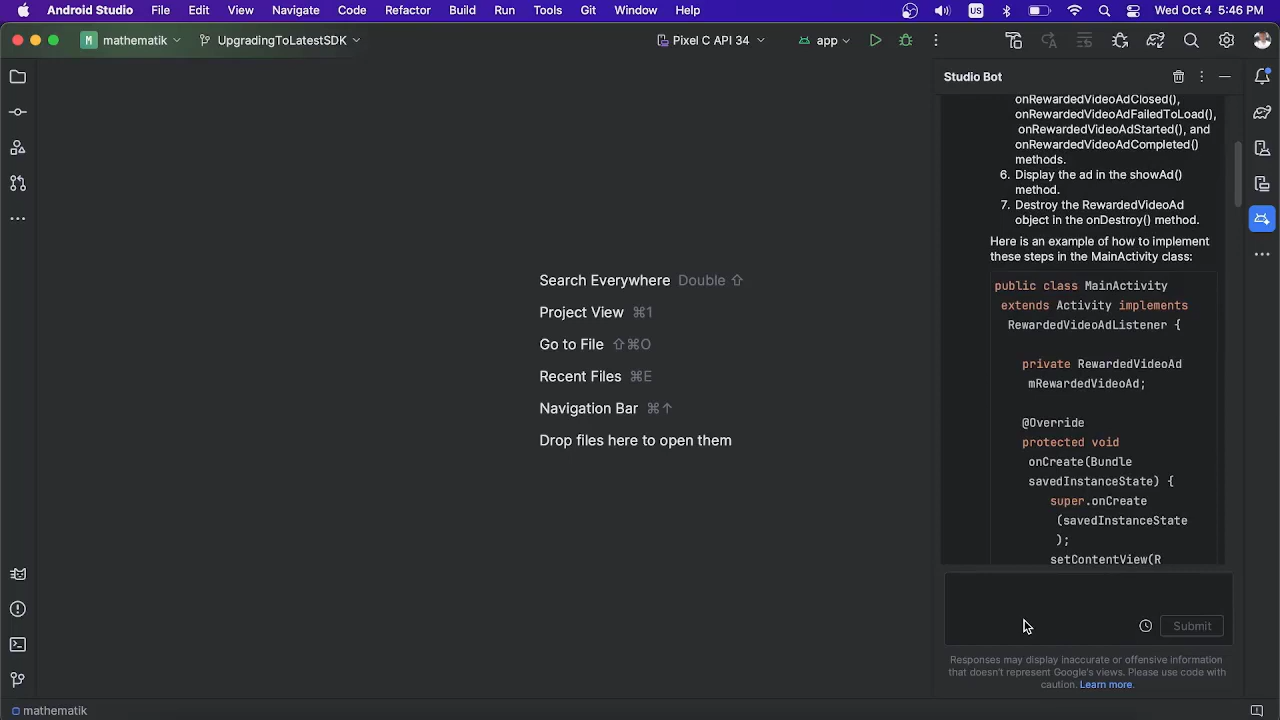 Android Studio File Edit View Navigate Code Refactor Build Run Tools Git Window Help US Wed Oct 4 5:46 PM
M mathematik UpgradingToLatestSDK Pixel C API 34 app
Studio Bot
onRewardedVideoAdClosed(),
onRewardedVideoAdFailedToLoad(),
onRewardedVideoAdStarted(), and
onRewardedVideoAdCompleted()
methods.
6. Display the ad in the showAd()
method.
7. Destroy the RewardedVideoAd
object in the onDestroy() method.
Here is an example of how to implement
these steps in the MainActivity class:
public class MainActivity
extends Activity implements
RewardedVideoAdListener {
private RewardedVideoAd
mRewardedVideoAd;
@Override
protected void
onCreate(Bundle
savedInstanceState) {
super.onCreate
(savedInstanceState
);
setContentView(R
Search Everywhere Double ⇧
Project View ⌘1
Go to File ⇧⌘O
Recent Files ⌘E
Navigation Bar ⌘↑
Drop files here to open them
Submit
Responses may display inaccurate or offensive information
that doesn't represent Google's views. Please use code with
caution. Learn more.
mathematik